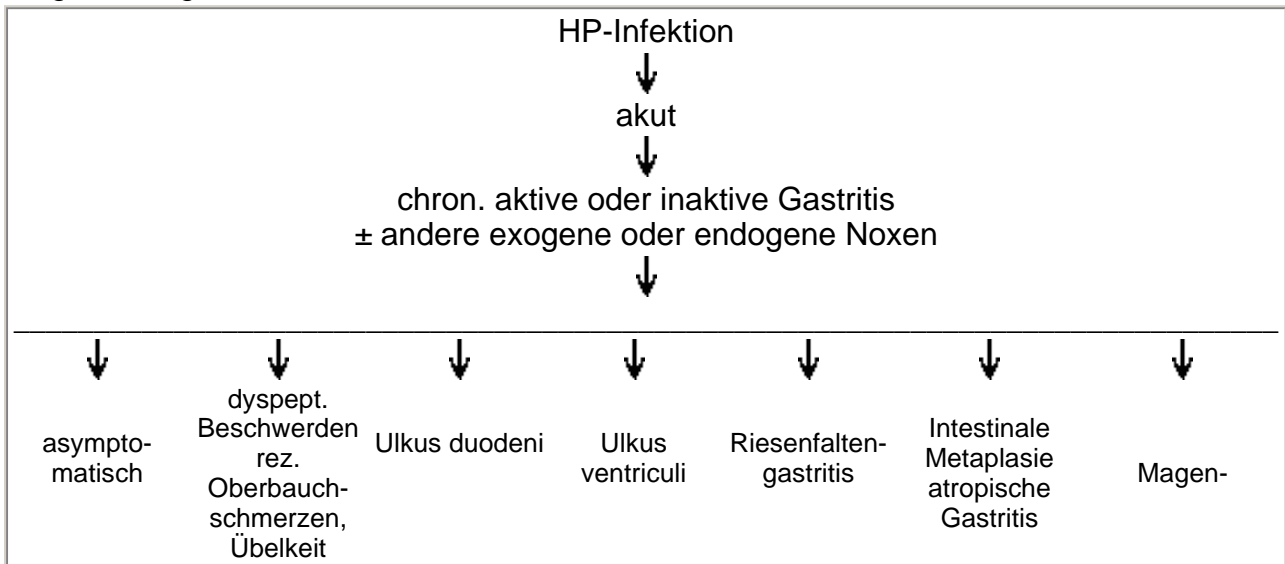 HP-Infektion
akut
chron. aktive oder inaktive Gastritis
± andere exogene oder endogene Noxen
asympto-
matisch
dyspept.
Beschwerden
rez.
Oberbauch-
schmerzen,
Übelkeit
Ulkus duodeni
Ulkus
ventriculi
Riesenfalten-
gastritis
Intestinale
Metaplasie
atropische
Gastritis
Magen-